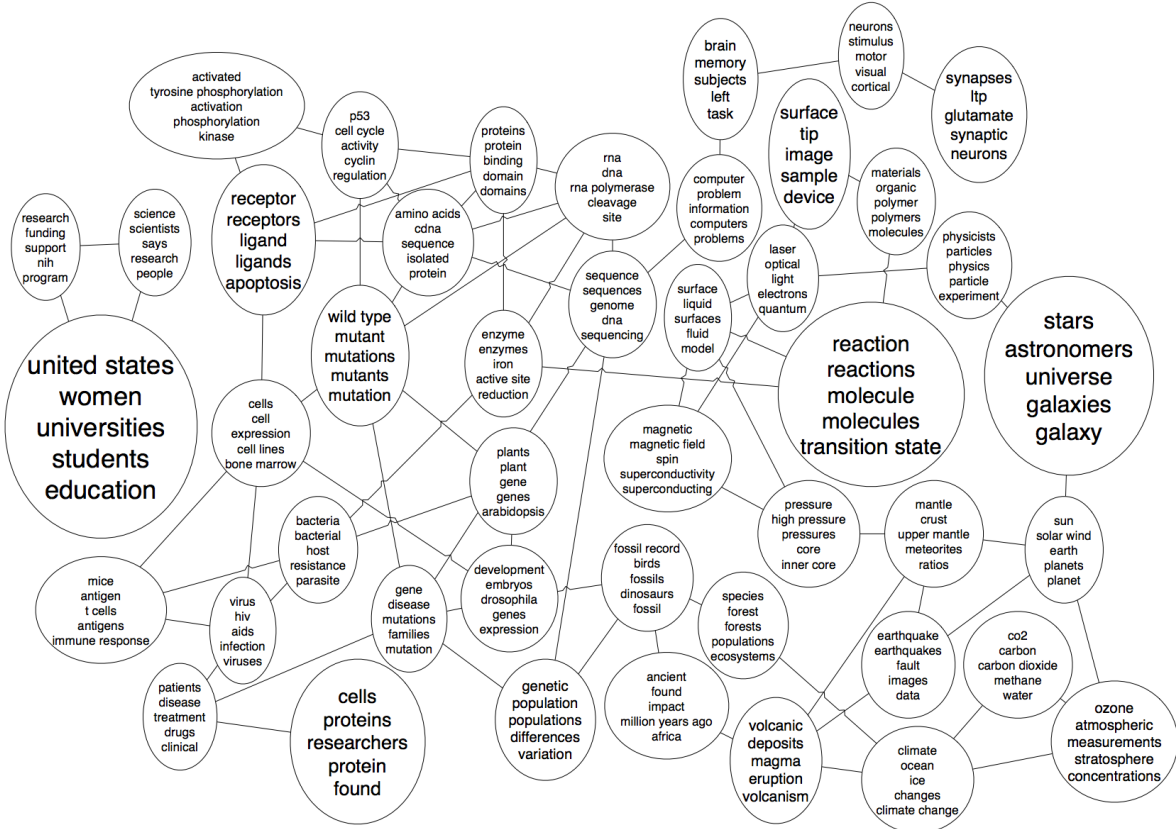 neurons
stimulus
motor
visual
cortical
brain
memory
subjects
left
task
synapses
ltp
glutamate
synaptic
neurons
activated
tyrosine phosphorylation
activation
phosphorylation
kinase
surface
tip
image
sample
device
p53
cell cycle
activity
cyclin
regulation
proteins
protein
binding
domain
domains
rna
dna
rna polymerase
cleavage
site
materials
organic
polymer
polymers
molecules
computer
problem
information
computers
problems
receptor
receptors
ligand
ligands
apoptosis
science
scientists
says
research
people
research
funding
support
nih
program
amino acids
cdna
sequence
isolated
protein
physicists
particles
physics
particle
experiment
laser
optical
light
electrons
quantum
sequence
sequences
genome
dna
sequencing
surface
liquid
surfaces
fluid
model
wild type
mutant
mutations
mutants
mutation
enzyme
enzymes
iron
active site
reduction
stars
astronomers
universe
galaxies
galaxy
reaction
reactions
molecule
molecules
transition state
united states
women
universities
students
education
cells
cell
expression
cell lines
bone marrow
magnetic
magnetic field
spin
superconductivity
superconducting
plants
plant
gene
genes
arabidopsis
pressure
high pressure
pressures
core
inner core
mantle
crust
upper mantle
meteorites
ratios
sun
solar wind
earth
planets
planet
bacteria
bacterial
host
resistance
parasite
fossil record
birds
fossils
dinosaurs
fossil
development
embryos
drosophila
genes
expression
mice
antigen
t cells
antigens
immune response
virus
hiv
aids
infection
viruses
gene
disease
mutations
families
mutation
species
forest
forests
populations
ecosystems
earthquake
earthquakes
fault
images
data
co2
carbon
carbon dioxide
methane
water
patients
disease
treatment
drugs
clinical
cells
proteins
researchers
protein
found
genetic
population
populations
differences
variation
ancient
found
impact
million years ago
africa
volcanic
deposits
magma
eruption
volcanism
climate
ocean
ice
changes
climate change
ozone
atmospheric
measurements
stratosphere
concentrations